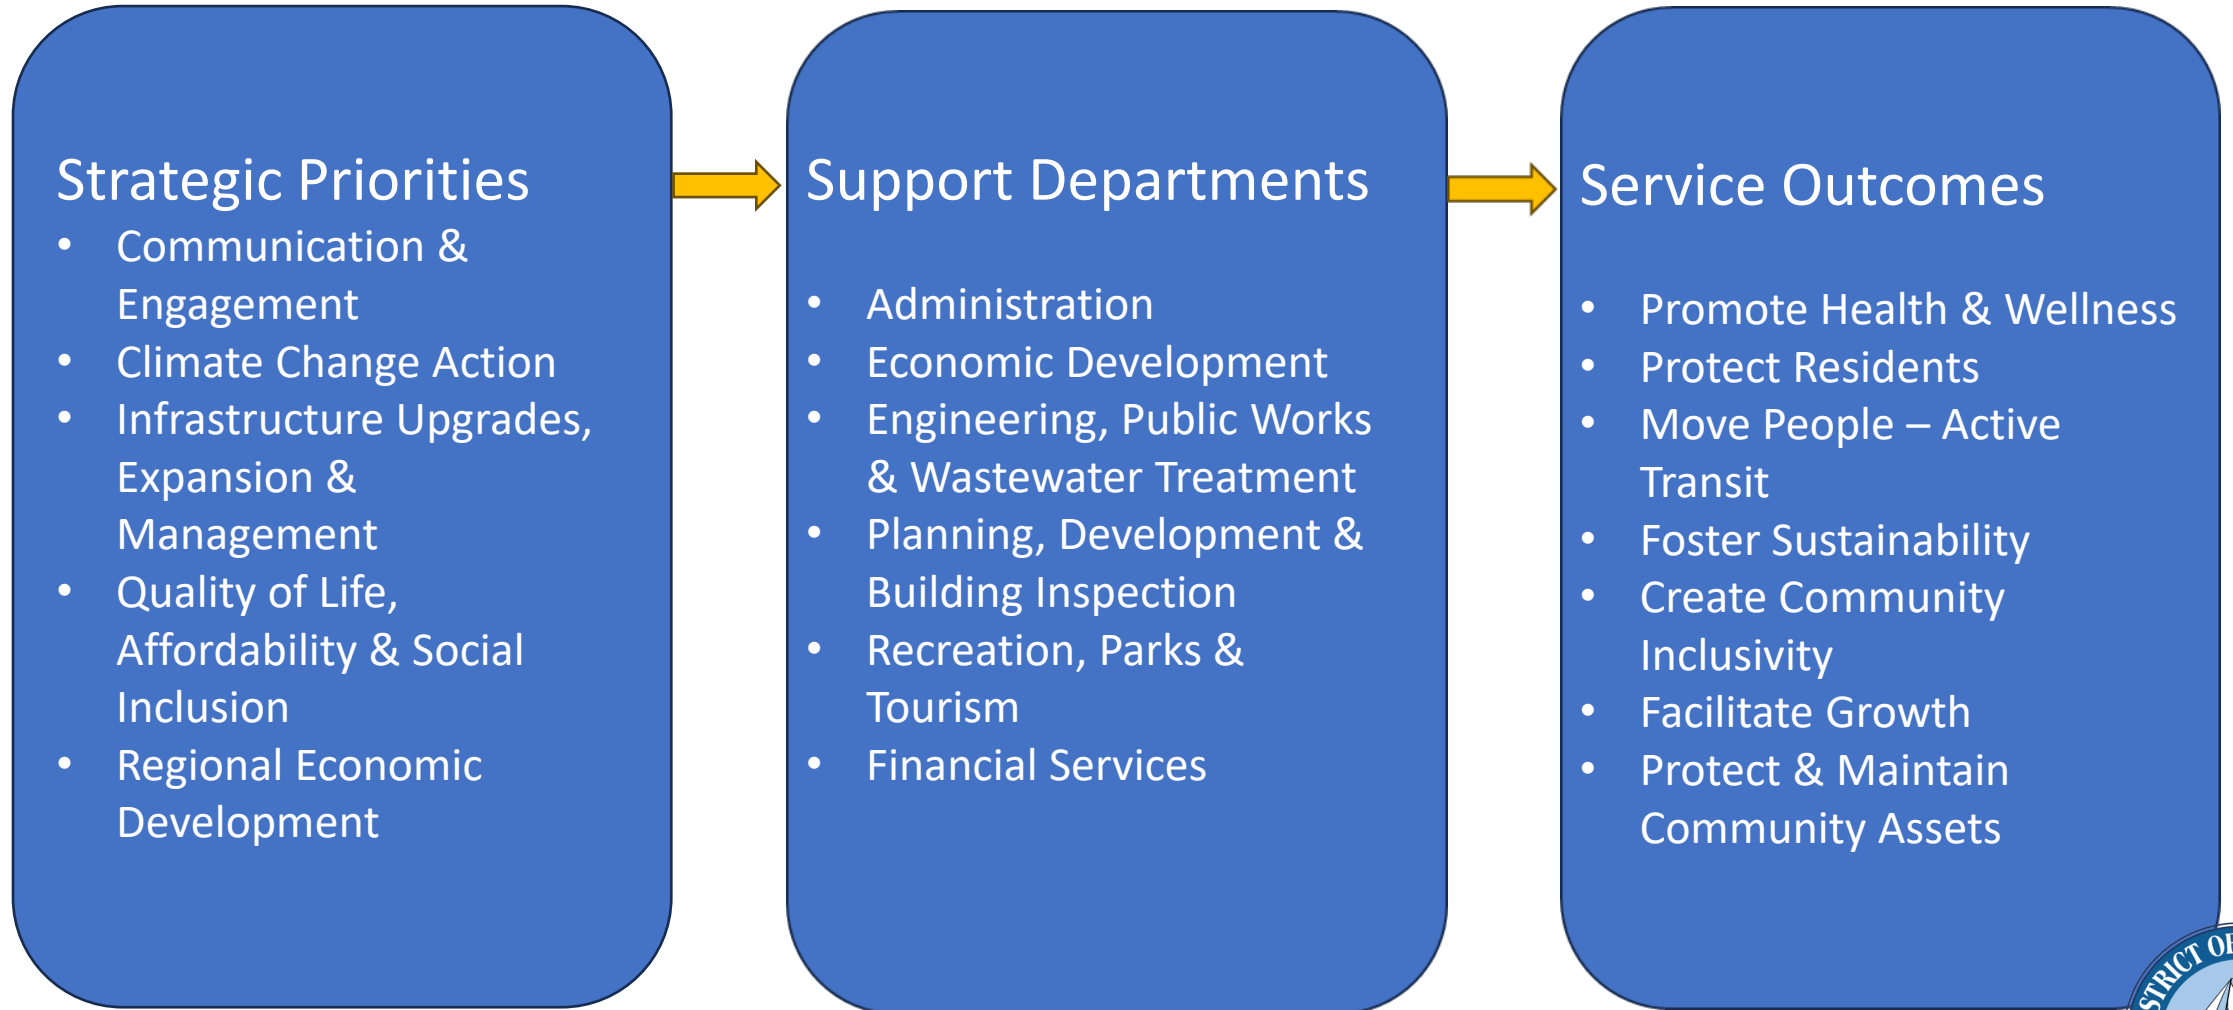 Strategic Priorities
• Communication &
Engagement
• Climate Change Action
• Infrastructure Upgrades,
Expansion &
Management
• Quality of Life,
Affordability & Social
Inclusion
• Regional Economic
Development
Support Departments
• Administration
• Economic Development
• Engineering, Public Works
& Wastewater Treatment
• Planning, Development &
Building Inspection
• Recreation, Parks &
Tourism
• Financial Services
Service Outcomes
• Promote Health & Wellness
• Protect Residents
• Move People – Active
Transit
• Foster Sustainability
• Create Community
Inclusivity
• Facilitate Growth
• Protect & Maintain
Community Assets